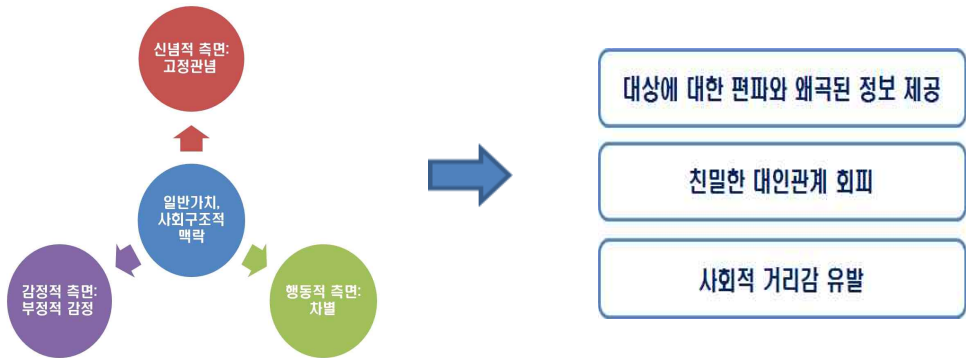 신념적 측면:
고정관념
일반가치,
사회구조적
맥락
감정적 측면:
부정적 감정
행동적 측면:
차별
대상에 대한 편파와 왜곡된 정보 제공
친밀한 대인관계 회피
사회적 거리감 유발